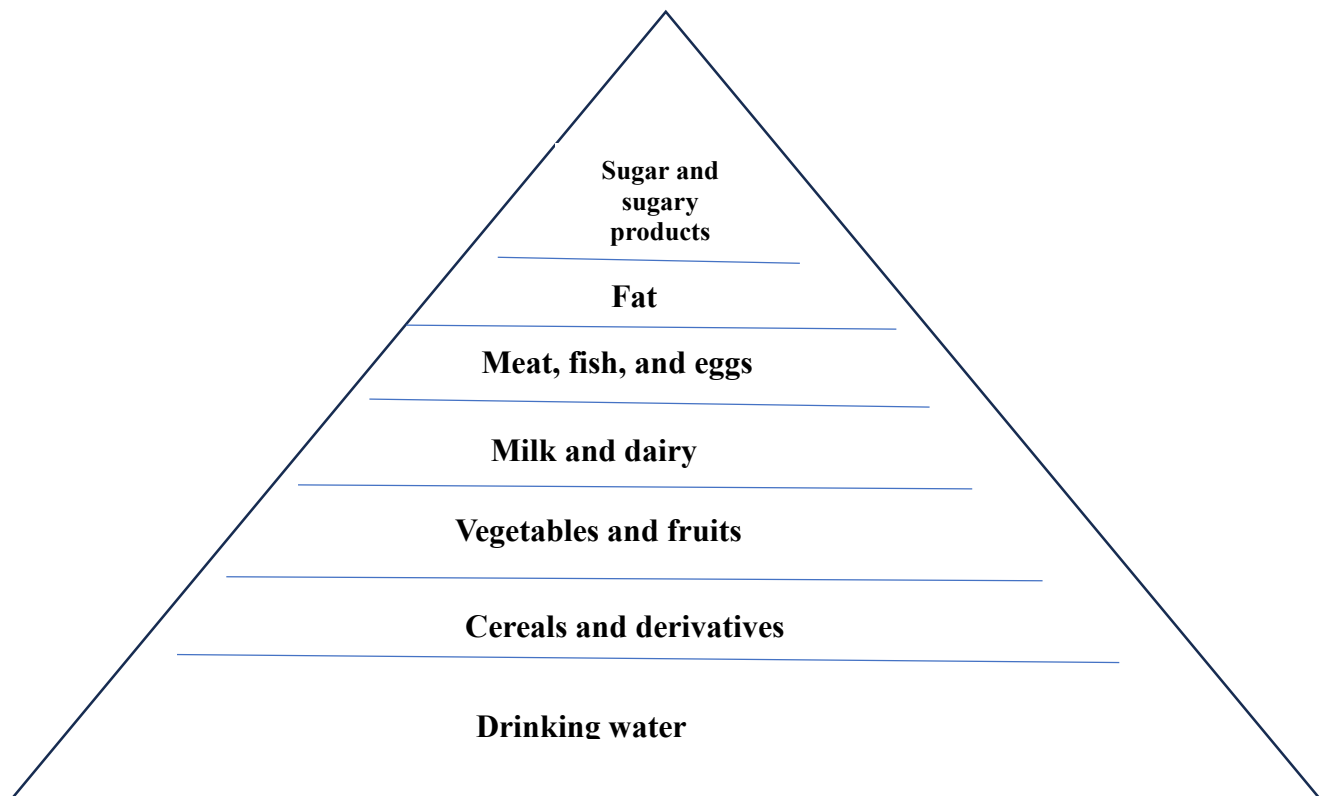 Sugar and
sugary
products
Fat
Meat, fish, and eggs
Milk and dairy
Vegetables and fruits
Cereals and derivatives
Drinking water